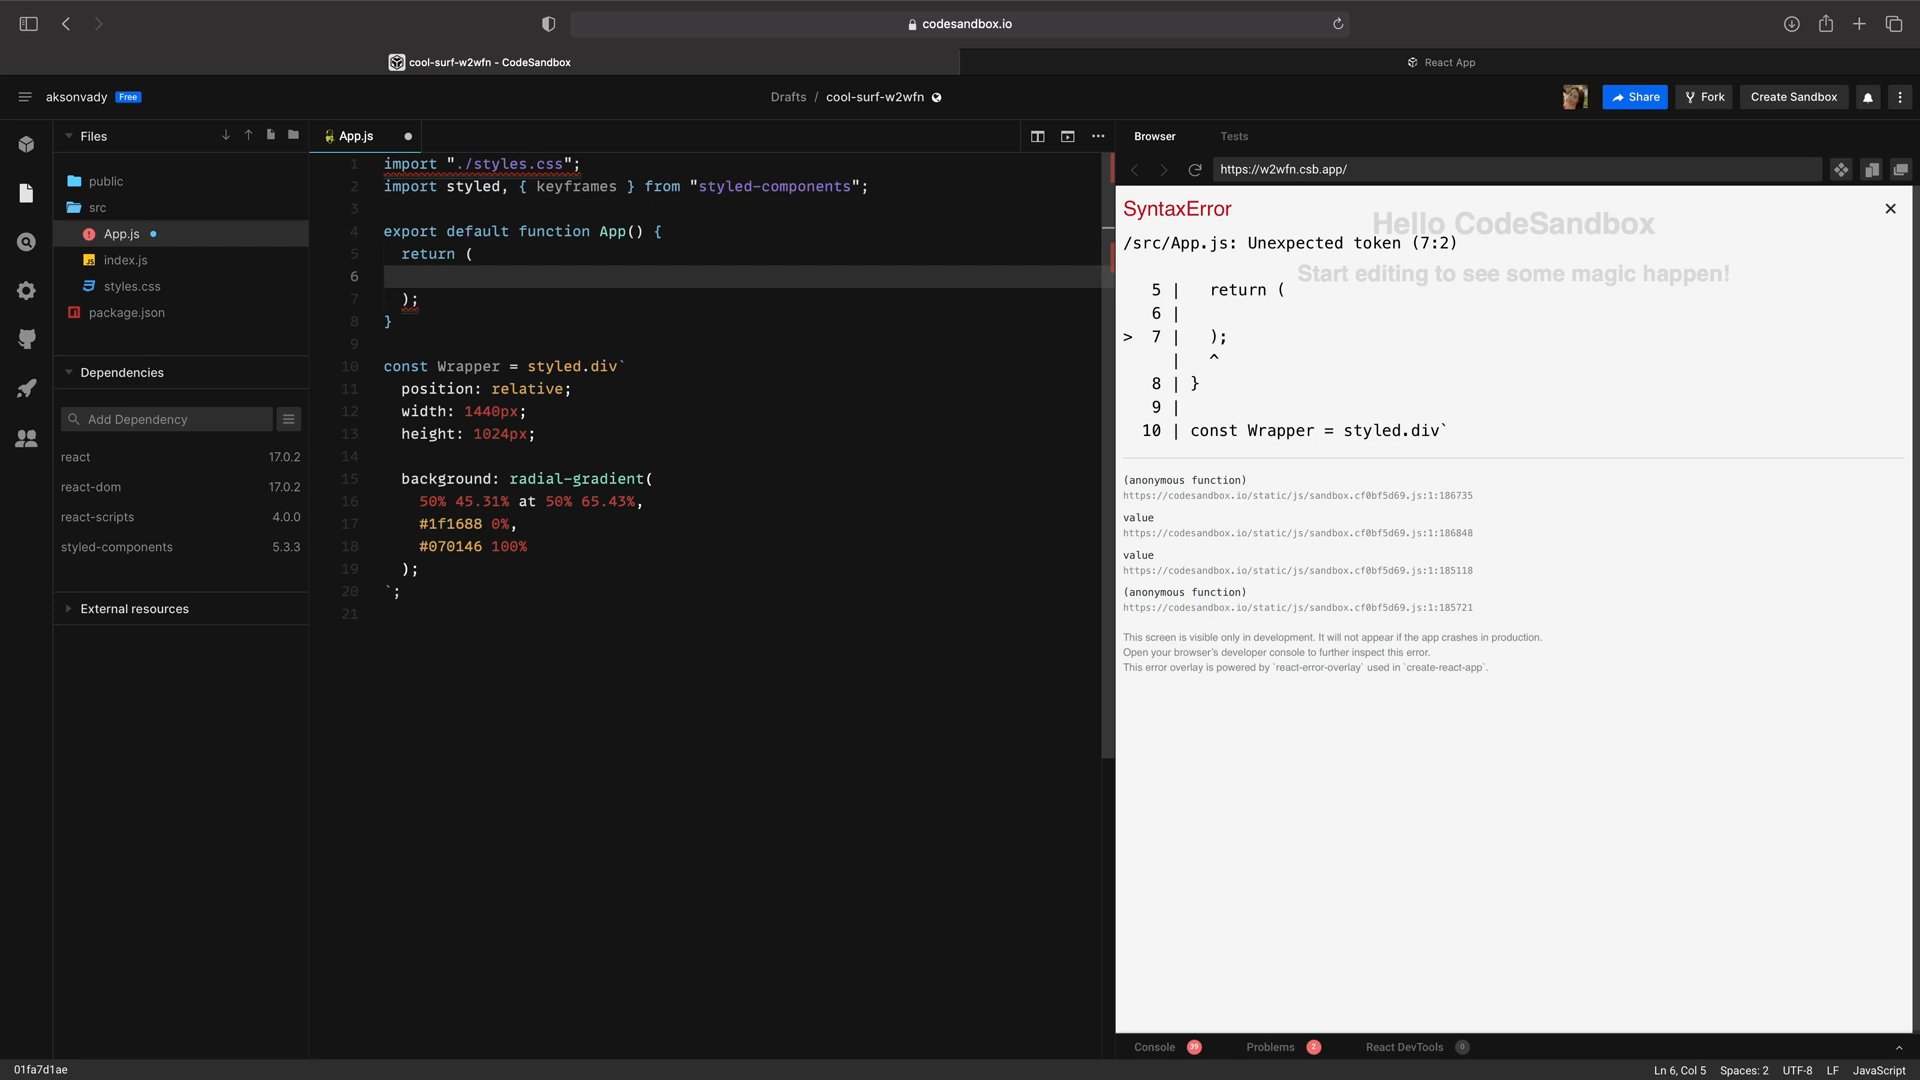 codesandbox.io
cool-surf-w2wfn - CodeSandbox
React App
aksonvady Free
Drafts / cool-surf-w2wfn
Share
Fork
Create Sandbox
Files
App.js
Browser
Tests
https://w2wfn.csb.app/
public
src
App.js
index.js
styles.css
package.json
Dependencies
Add Dependency
react 17.0.2
react-dom 17.0.2
react-scripts 4.0.0
styled-components 5.3.3
External resources
1 import "./styles.css";
2 import styled, { keyframes } from "styled-components";
3
4 export default function App() {
5 return (
6
7 );
8 }
9
10 const Wrapper = styled.div`
11 position: relative;
12 width: 1440px;
13 height: 1024px;
14
15 background: radial-gradient(
16 50% 45.31% at 50% 65.43%,
17 #1f1688 0%,
18 #070146 100%
19 );
20 `;
21
SyntaxError
Hello CodeSandbox
/src/App.js: Unexpected token (7:2)
Start editing to see some magic happen!
5 | return (
6 |
> 7 | );
| ^
8 | }
9 |
10 | const Wrapper = styled.div`
(anonymous function)
https://codesandbox.io/static/js/sandbox.cf0bf5d69.js:1:186735
value
https://codesandbox.io/static/js/sandbox.cf0bf5d69.js:1:186848
value
https://codesandbox.io/static/js/sandbox.cf0bf5d69.js:1:185118
(anonymous function)
https://codesandbox.io/static/js/sandbox.cf0bf5d69.js:1:185721
This screen is visible only in development. It will not appear if the app crashes in production.
Open your browser's developer console to further inspect this error.
This error overlay is powered by `react-error-overlay` used in `create-react-app`.
Console 39 Problems 2 React DevTools 0
01fa7d1ae
Ln 6, Col 5 Spaces: 2 UTF-8 LF JavaScript